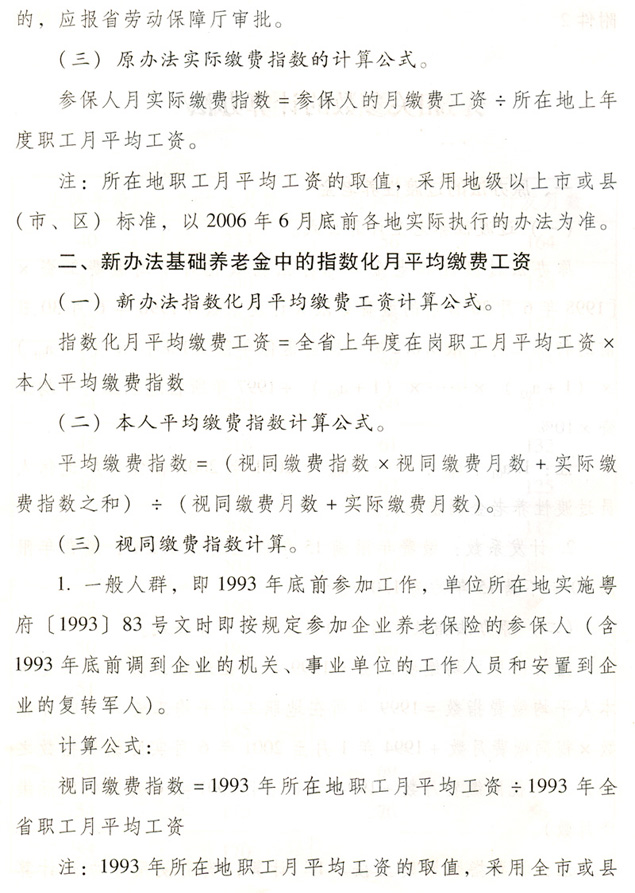 的，应报省劳动保障厅审批。
（三）原办法实际缴费指数的计算公式。
参保人月实际缴费指数=参保人的月缴费工资÷所在地上年
度职工月平均工资。
注：所在地职工月平均工资的取值，采用地级以上市或县
（市、区）标准，以2006年6月底前各地实际执行的办法为准。
二、新办法基础养老金中的指数化月平均缴费工资
（一）新办法指数化月平均缴费工资计算公式。
指数化月平均缴费工资=全省上年度在岗职工月平均工资×
本人平均缴费指数
（二）本人平均缴费指数计算公式。
平均缴费指数=（视同缴费指数×视同缴费月数+实际缴
费指数之和）÷（视同缴费月数+实际缴费月数）。
（三）视同缴费指数计算。
1. 一般人群，即1993年底前参加工作，单位所在地实施粤
府〔1993〕83号文时即按规定参加企业养老保险的参保人（含
1993年底前调到企业的机关、事业单位的工作人员和安置到企
业的复转军人）。
计算公式：
视同缴费指数=1993年所在地职工月平均工资÷1993年全
省职工月平均工资
注：1993年所在地职工月平均工资的取值，采用全市或县